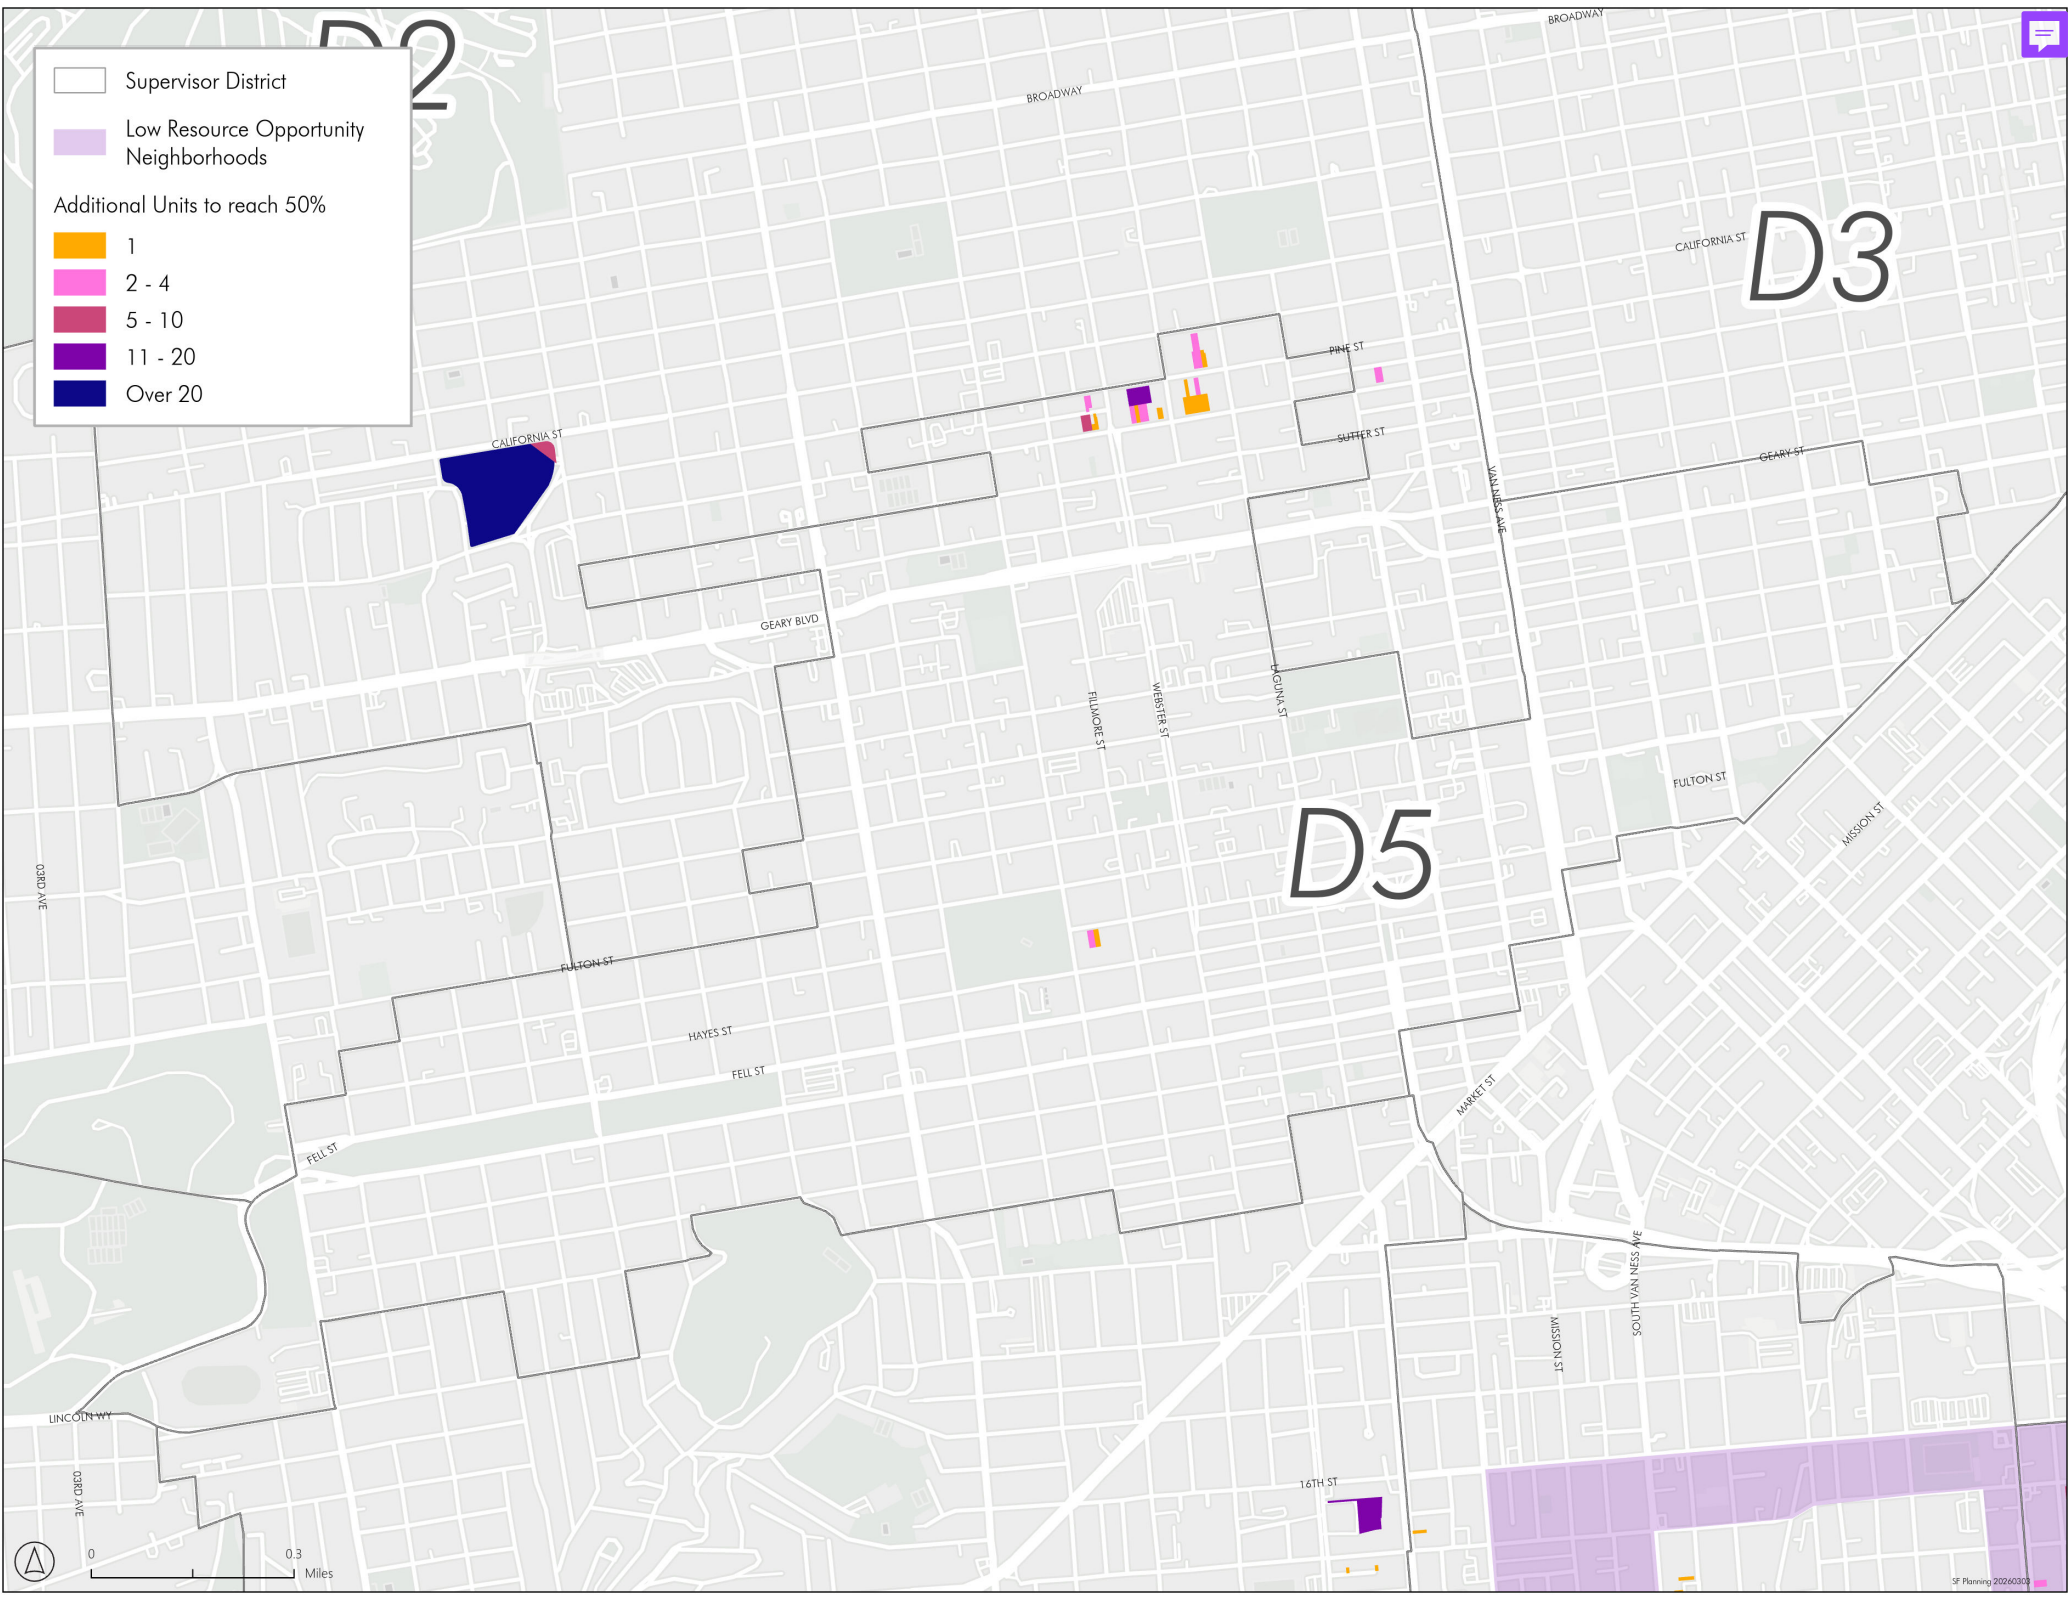 D2
BROADWAY
BROADWAY
Supervisor District
Low Resource Opportunity
Neighborhoods
Additional Units to reach 50%
1
2 - 4
5 - 10
11 - 20
Over 20
D3
CALIFORNIA ST
PINE ST
CALIFORNIA ST
SUTTER ST
GEARY ST
VAN NESS AVE
GEARY BLVD
FILLMORE ST
WEBSTER ST
LAGUNA ST
FULTON ST
MISSION ST
D5
03RD AVE
FULTON ST
HAYES ST
FELL ST
MARKET ST
FELL ST
SOUTH VAN NESS AVE
MISSION ST
LINCOLN WY
03RD AVE
16TH ST
0
0.3
Miles
SF Planning 20260303